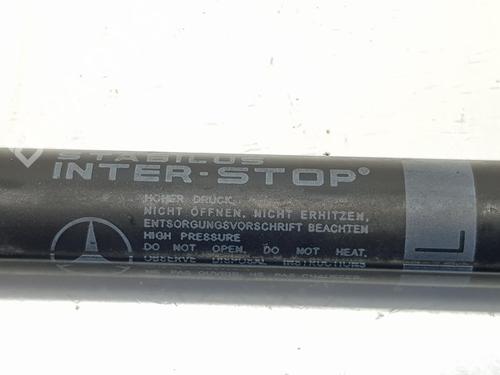 STABILUS
INTER-STOP®
HOHER DRUCK.
NICHT ÖFFNEN, NICHT ERHITZEN,
ENTSORGUNGSVORSCHRIFT BEACHTEN
HIGH PRESSURE
DO NOT OPEN. DO NOT HEAT.
OBSERVE DISPOSAL INSTRUCTIONS
L